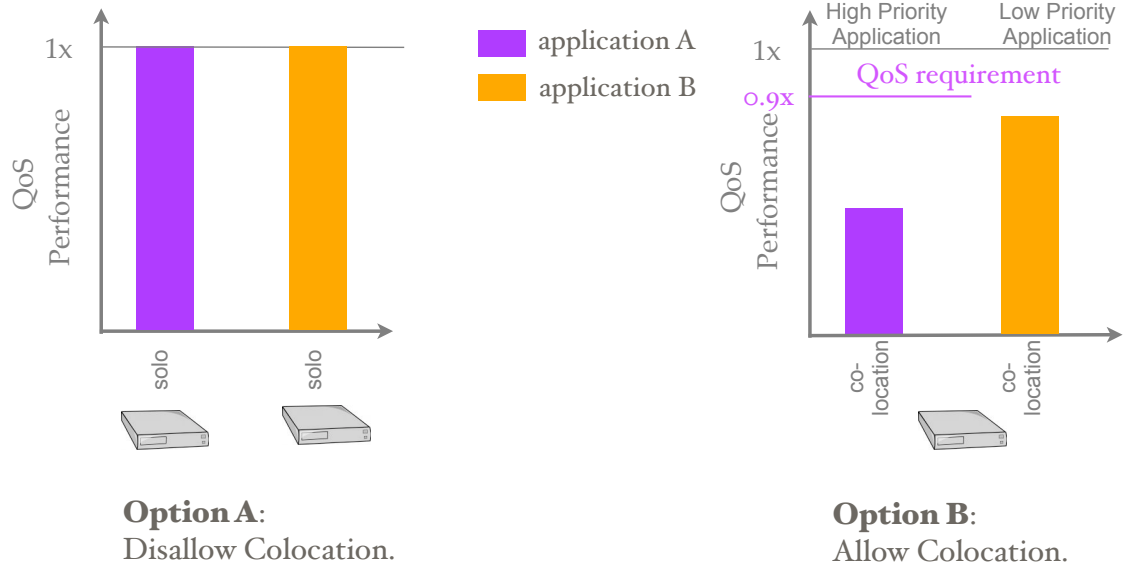 1x
QoS
Performance
solo
solo
Option A:
Disallow Colocation.
application A
application B
High Priority
Application
Low Priority
Application
1x
QoS requirement
0.9x
QoS
Performance
co-
location
co-
location
Option B:
Allow Colocation.